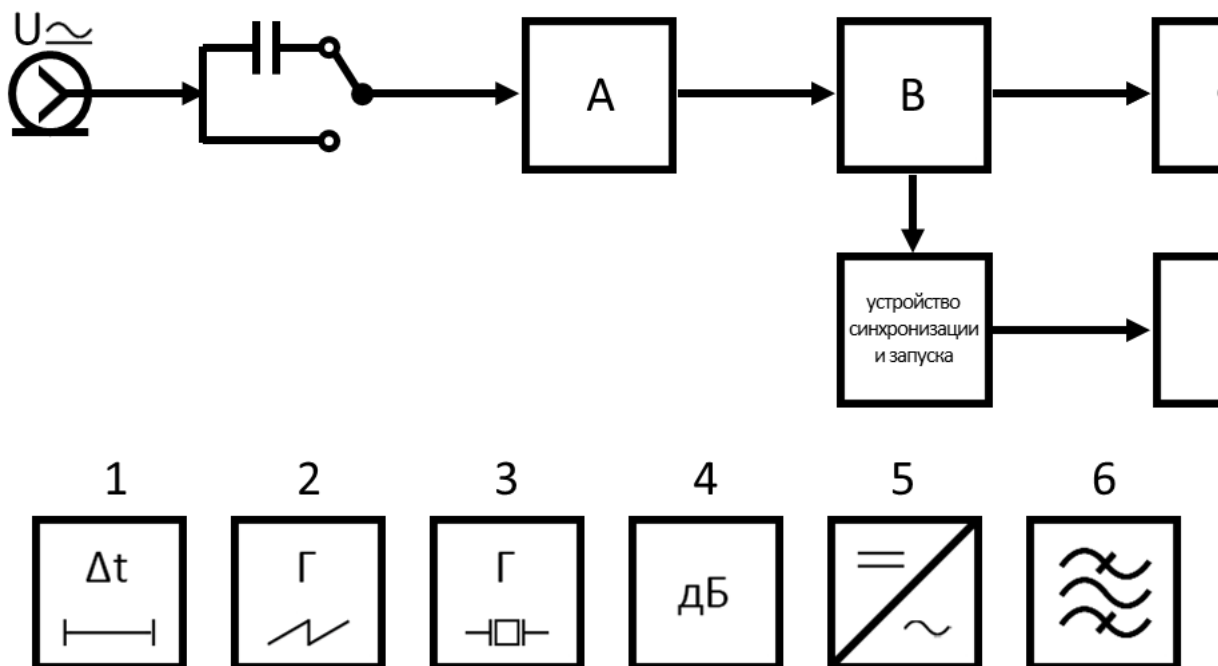 U
A
B
устройство
синхронизации
и запуска
1
2
3
4
5
6
Δt
Г
Г
дБ